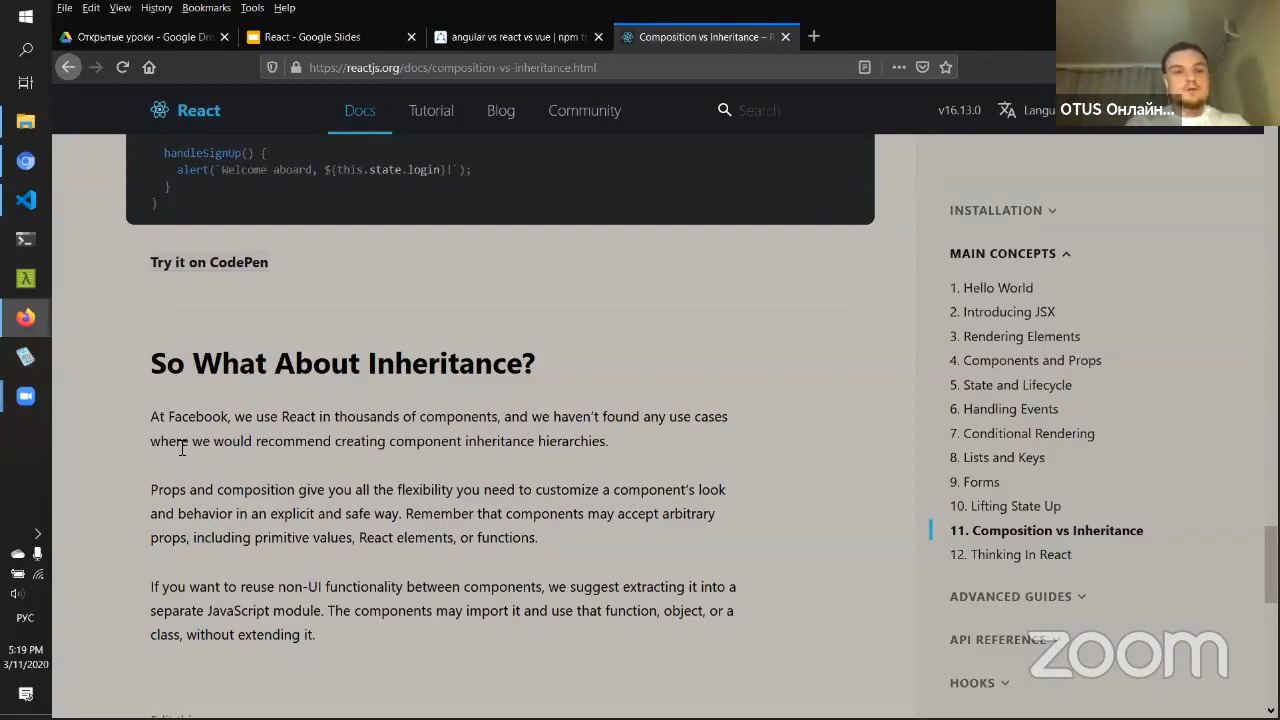 File Edit View History Bookmarks Tools Help
Открытые уроки - Google Dri
React - Google Slides
angular vs react vs vue | npm t
Composition vs Inheritance – R
https://reactjs.org/docs/composition-vs-inheritance.html
React
Docs
Tutorial
Blog
Community
Search
v16.13.0
Langu
OTUS Онлайн...
handleSignUp() {
alert(`Welcome aboard, ${this.state.login}!`);
}
}
Try it on CodePen
So What About Inheritance?
At Facebook, we use React in thousands of components, and we haven't found any use cases
where we would recommend creating component inheritance hierarchies.
Props and composition give you all the flexibility you need to customize a component's look
and behavior in an explicit and safe way. Remember that components may accept arbitrary
props, including primitive values, React elements, or functions.
If you want to reuse non-UI functionality between components, we suggest extracting it into a
separate JavaScript module. The components may import it and use that function, object, or a
class, without extending it.
INSTALLATION
MAIN CONCEPTS
1. Hello World
2. Introducing JSX
3. Rendering Elements
4. Components and Props
5. State and Lifecycle
6. Handling Events
7. Conditional Rendering
8. Lists and Keys
9. Forms
10. Lifting State Up
11. Composition vs Inheritance
12. Thinking In React
ADVANCED GUIDES
API REFERENCE
HOOKS
zoom
РУС
5:19 PM
3/11/2020